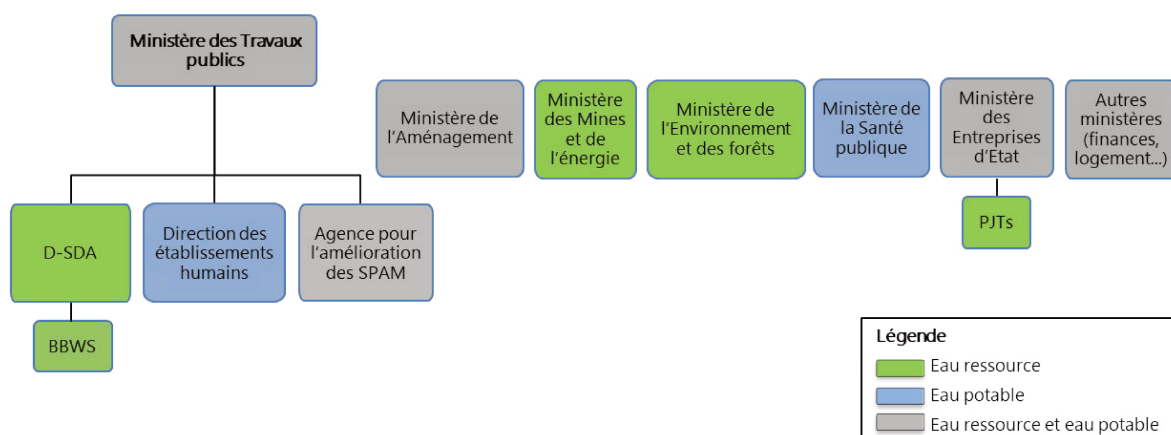 Ministère des Travaux
publics
Ministère de
l'Aménagement
Ministère
des Mines
et de
l'énergie
Ministère de
l'Environnement
et des forêts
Ministère de
la Santé
publique
Ministère
des
Entreprises
d'Etat
Autres
ministères
(finances,
logement...)
D-SDA
Direction des
établissements
humains
Agence pour
l'amélioration
des SPAM
PJTs
BBWS
Légende
Eau ressource
Eau potable
Eau ressource et eau potable